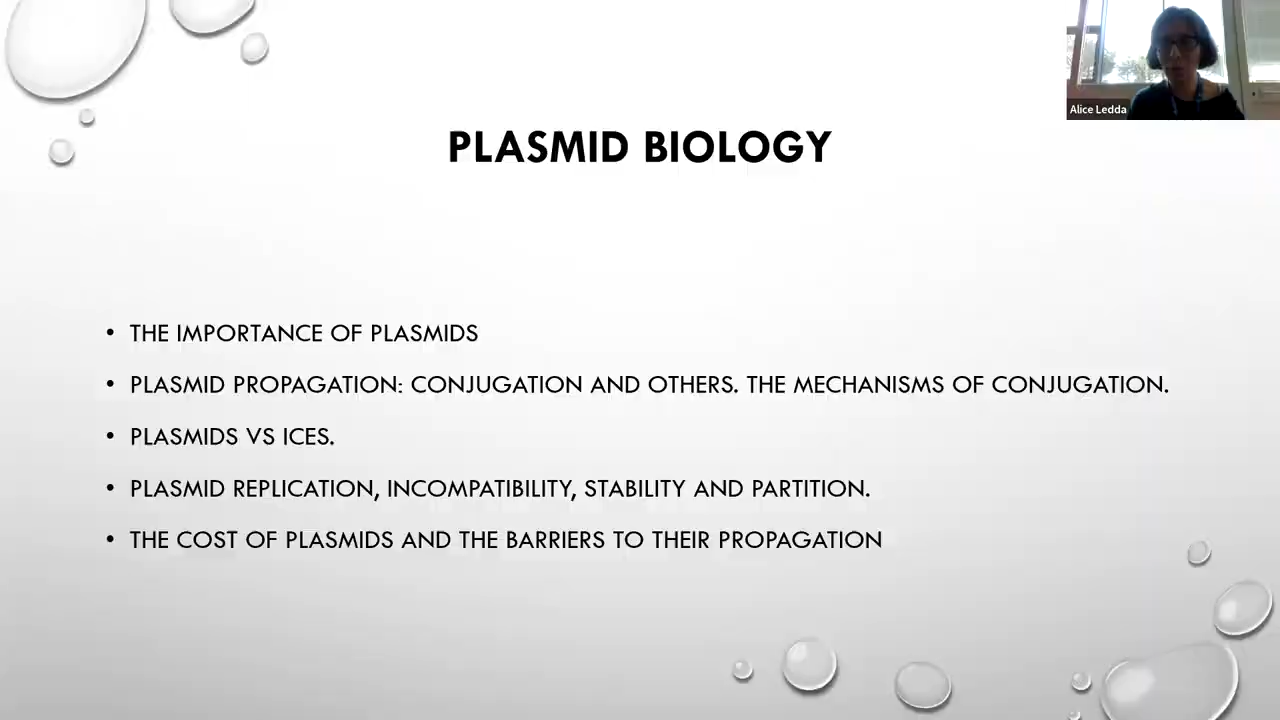 Alice Ledda
PLASMID BIOLOGY
• THE IMPORTANCE OF PLASMIDS
• PLASMID PROPAGATION: CONJUGATION AND OTHERS. THE MECHANISMS OF CONJUGATION.
• PLASMIDS VS ICES.
• PLASMID REPLICATION, INCOMPATIBILITY, STABILITY AND PARTITION.
• THE COST OF PLASMIDS AND THE BARRIERS TO THEIR PROPAGATION